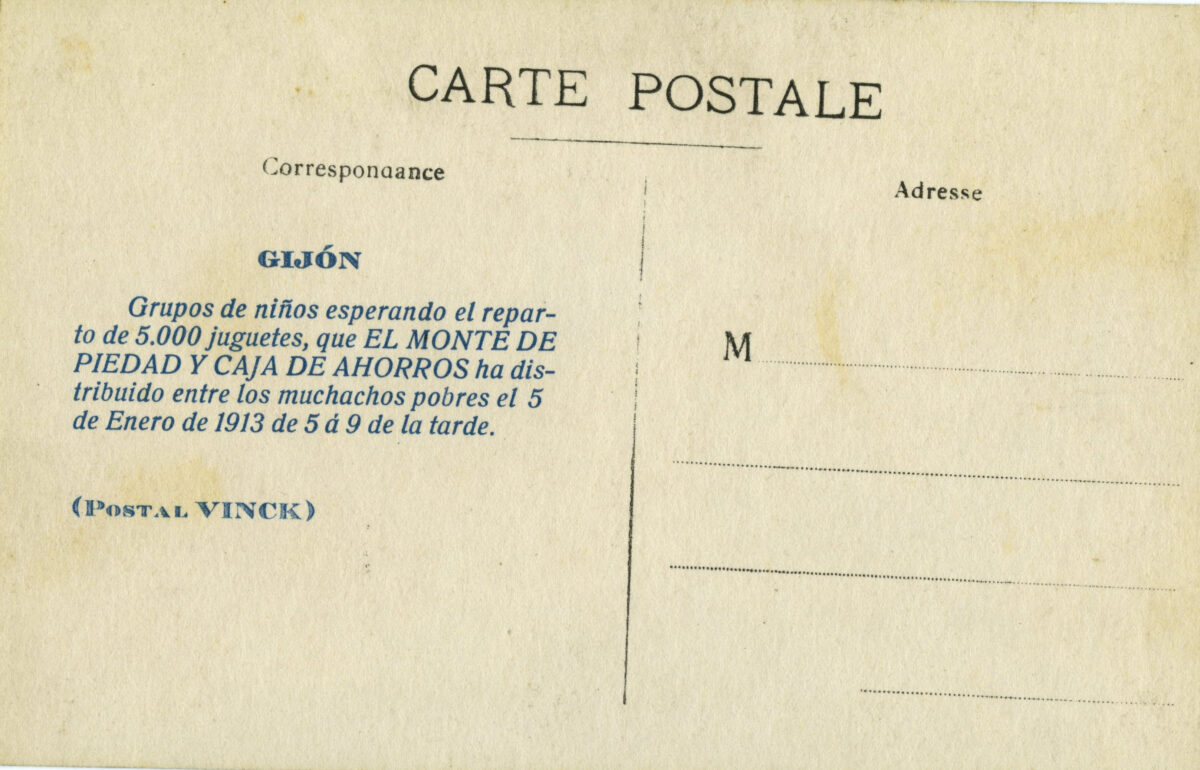 CARTE POSTALE
Correspondance
Adresse
GIJÓN
Grupos de niños esperando el repar-
to de 5.000 juguetes, que EL MONTE DE
PIEDAD Y CAJA DE AHORROS ha dis-
tribuido entre los muchachos pobres el 5
de Enero de 1913 de 5 á 9 de la tarde.
(POSTAL VINCK)
M